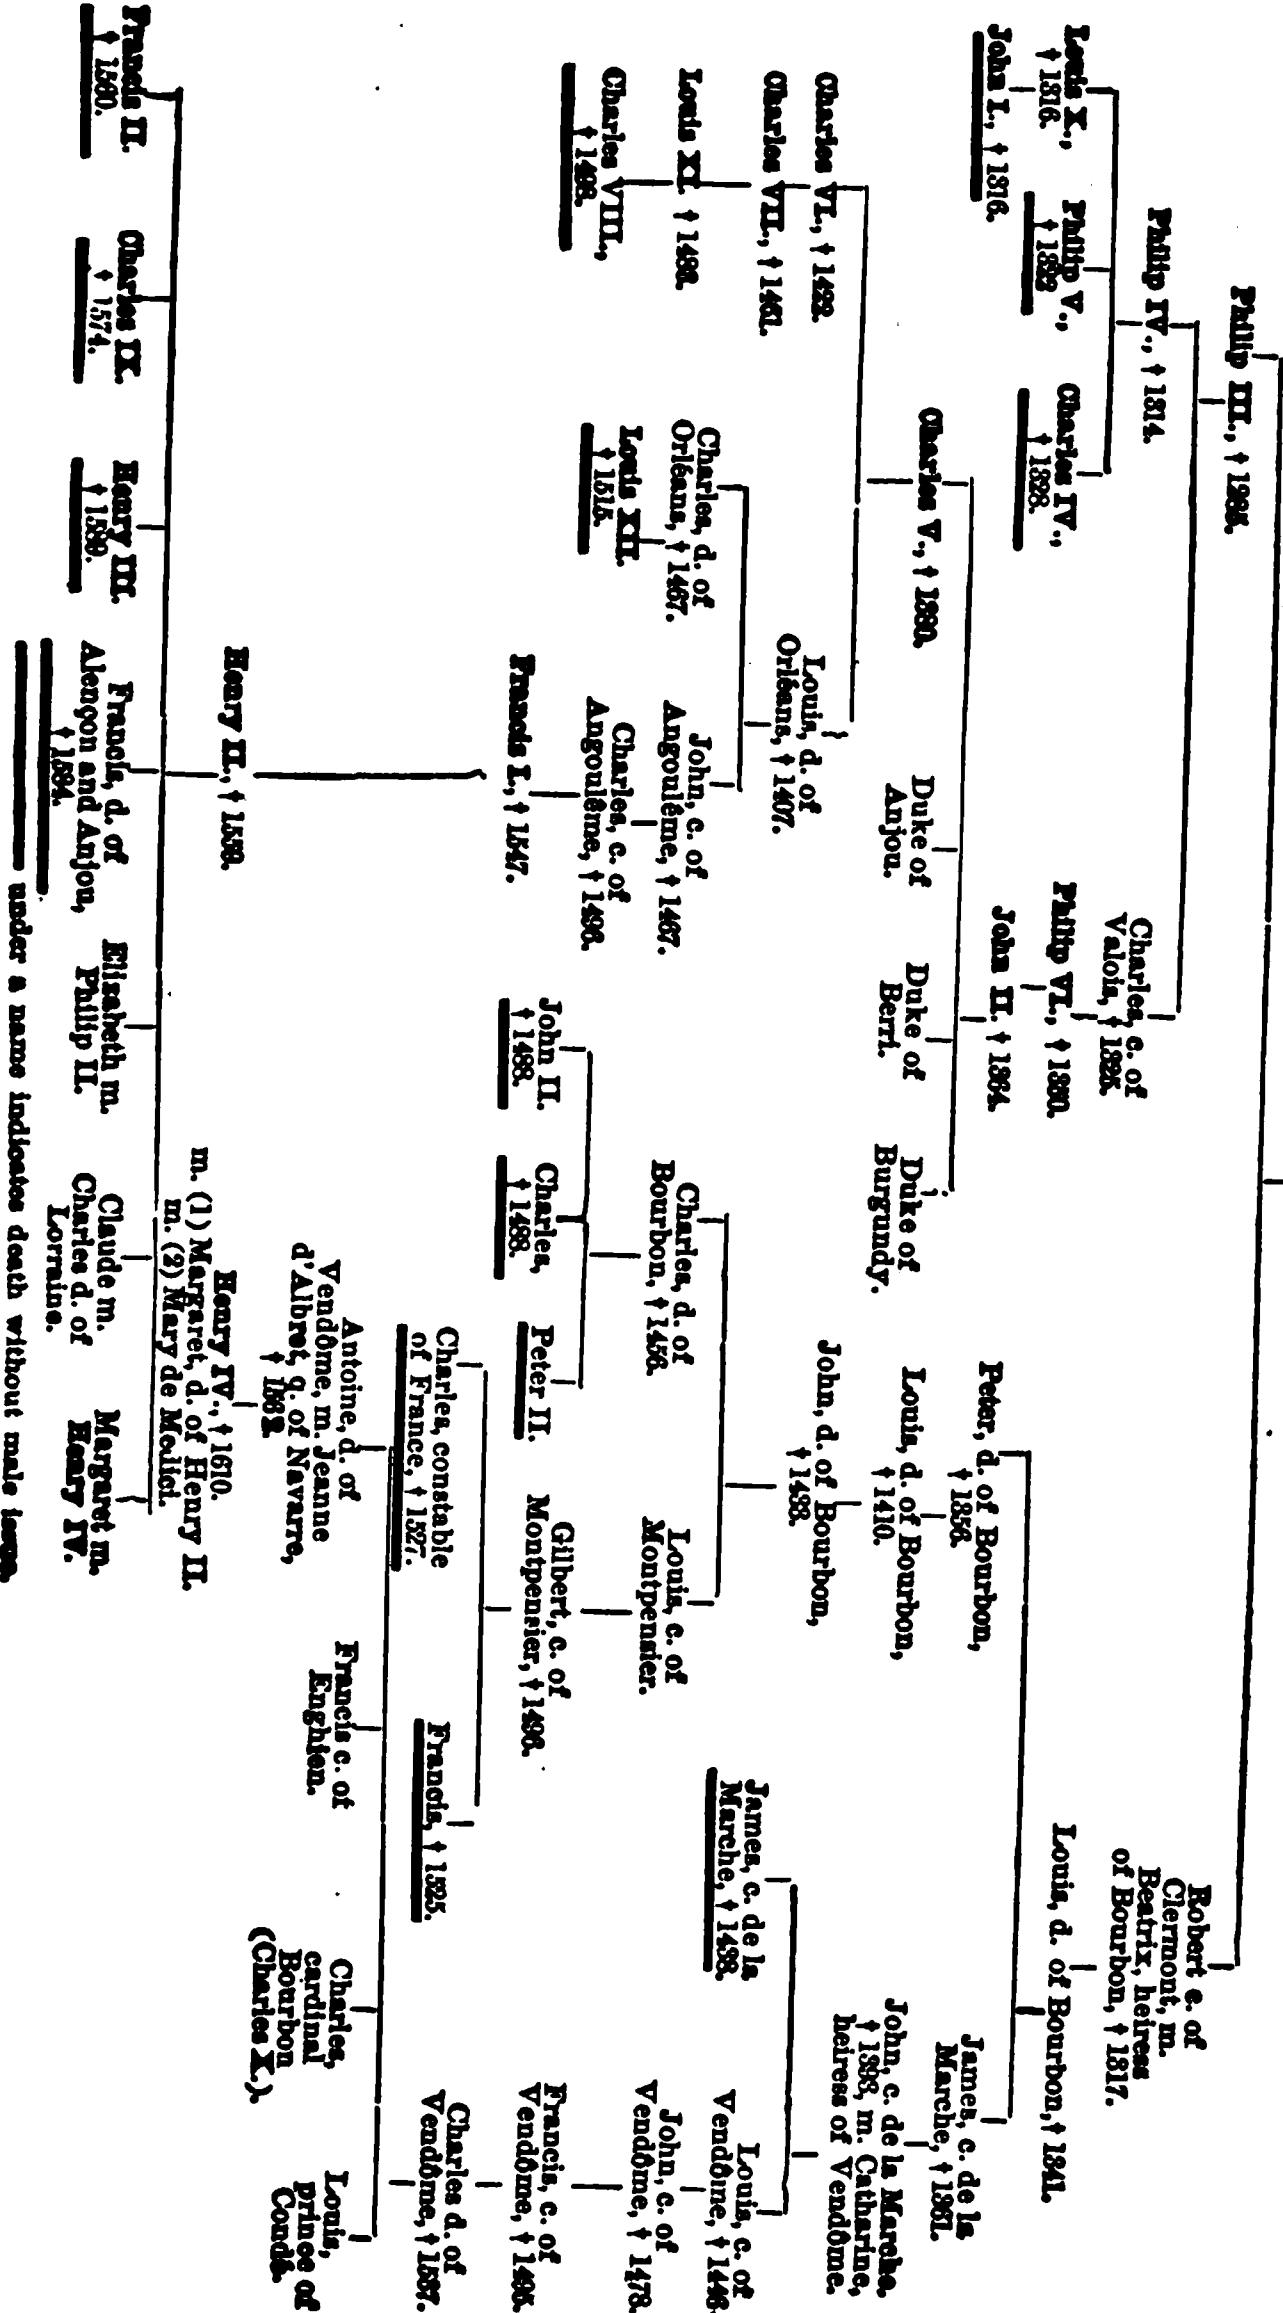 Philip III., † 1285.
Robert c. of
Clermont, m.
Beatrix, heiress
of Bourbon, † 1317.
Philip IV., † 1314.
Charles, c. of
Valois, † 1325.
Louis, d. of Bourbon, † 1341.
Louis X.,
† 1316.
Philip V.,
† 1322
Charles IV.,
† 1328.
John I., † 1316.
Philip VI., † 1350.
John II. † 1364.
Peter, d. of Bourbon,
† 1356.
James, c. de la
Marche, † 1361.
Charles V., † 1380.
Duke of
Anjou.
Duke of
Berri.
Duke of
Burgundy.
Louis, d. of Bourbon,
† 1410.
John, c. de la Marche,
† 1393, m. Catharine,
heiress of Vendôme.
Charles VI., † 1422.
Louis, d. of
Orléans, † 1407.
John, d. of Bourbon,
† 1433.
Charles VII., † 1461.
James, c. de la
Marche, † 1438.
Louis, c. of
Vendôme, † 1446.
Louis XI. † 1483.
Charles, d. of
Orléans, † 1467.
John, c. of
Angoulême, † 1467.
Charles, d. of
Bourbon, † 1456.
Louis, c. of
Montpensier.
John, c. of
Vendôme, † 1478.
Charles VIII.,
† 1498.
Louis XII.
† 1515.
Charles, c. of
Angoulême, † 1496.
Francis I., † 1547.
John II.
† 1488.
Charles,
† 1488.
Peter II.
Gilbert, c. of
Montpensier, † 1496.
Francis, c. of
Vendôme, † 1495.
Charles, constable
of France, † 1527.
Francis, † 1525.
Charles d. of
Vendôme, † 1537.
Antoine, d. of
Vendôme, m. Jeanne
d'Albret, q. of Navarre,
† 1562.
Francis c. of
Enghien.
Charles,
cardinal
Bourbon
(Charles X.).
Louis,
prince of
Condé.
Henry II., † 1559.
Henry IV., † 1610.
m. (1) Margaret, d. of Henry II.
m. (2) Mary de Medici.
Francis II.
† 1560.
Charles IX.
† 1574.
Henry III.
† 1589.
Francis, d. of
Alençon and Anjou,
† 1584.
Elizabeth m.
Philip II.
Claude m.
Charles d. of
Lorraine.
Margaret m.
Henry IV.
under a name indicates death without male issue.